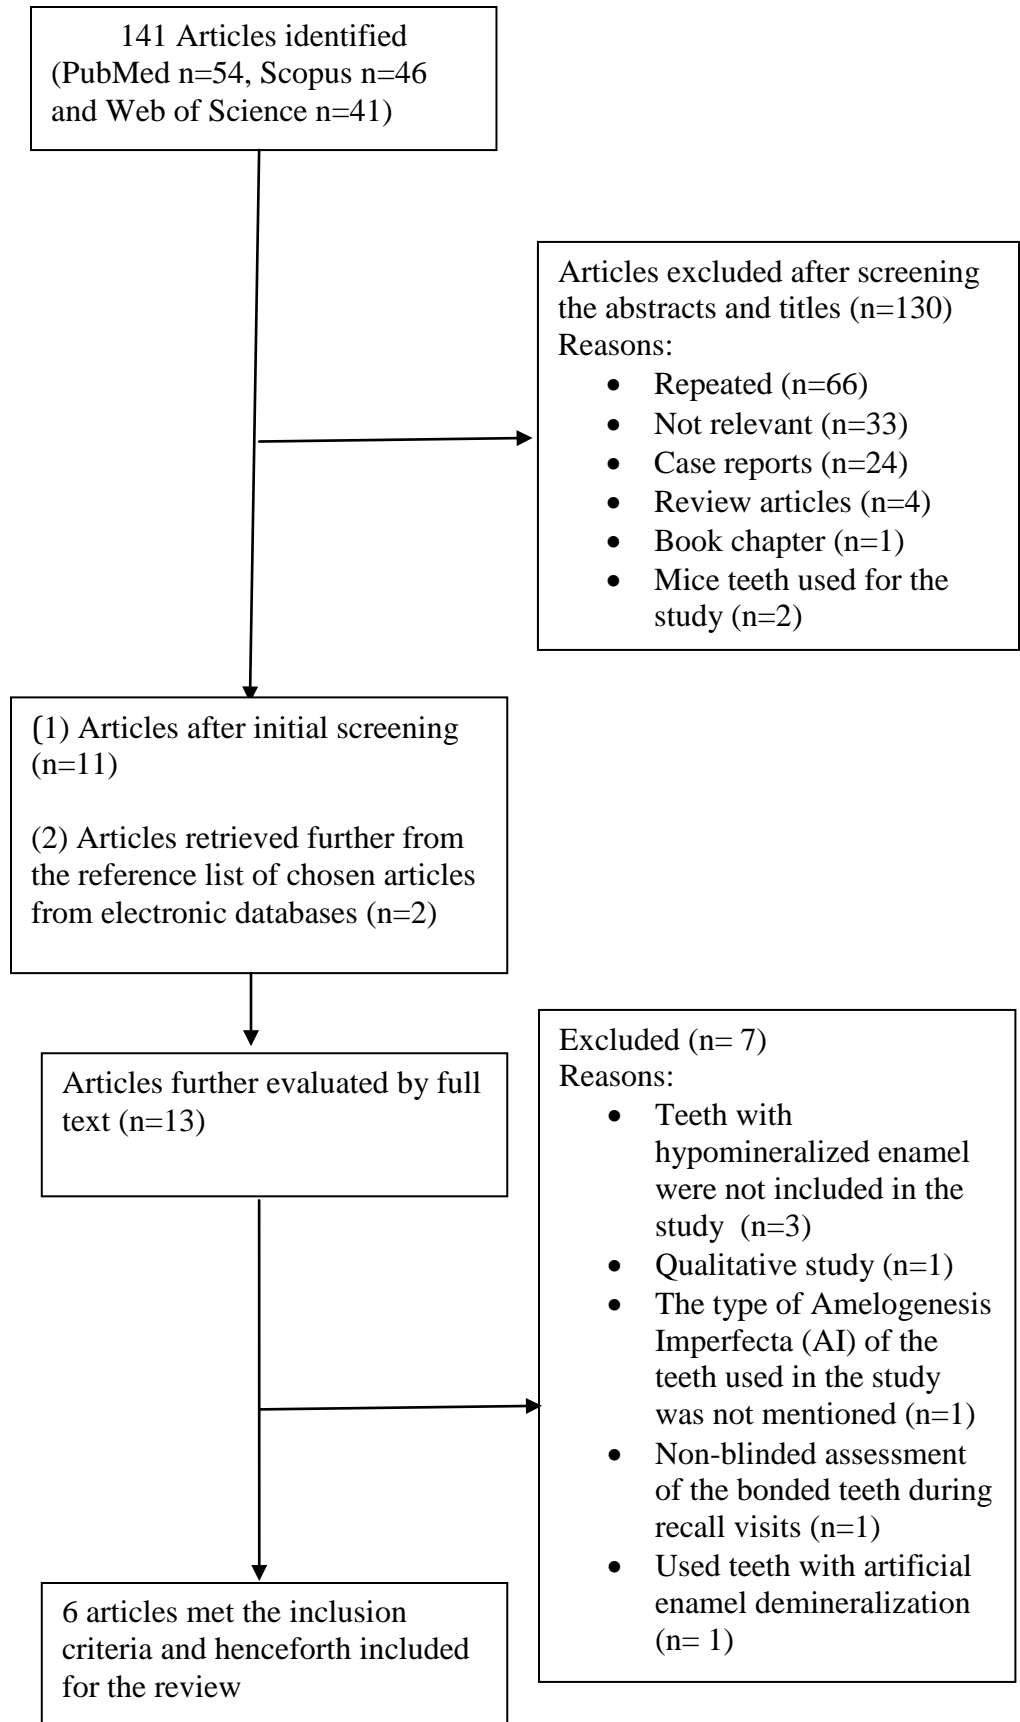 141 Articles identified
(PubMed n=54, Scopus n=46
and Web of Science n=41)
Articles excluded after screening
the abstracts and titles (n=130)
Reasons:
• Repeated (n=66)
• Not relevant (n=33)
• Case reports (n=24)
• Review articles (n=4)
• Book chapter (n=1)
• Mice teeth used for the
study (n=2)
(1) Articles after initial screening
(n=11)
(2) Articles retrieved further from
the reference list of chosen articles
from electronic databases (n=2)
Articles further evaluated by full
text (n=13)
Excluded (n= 7)
Reasons:
• Teeth with
hypomineralized enamel
were not included in the
study (n=3)
• Qualitative study (n=1)
• The type of Amelogenesis
Imperfecta (AI) of the
teeth used in the study
was not mentioned (n=1)
• Non-blinded assessment
of the bonded teeth during
recall visits (n=1)
• Used teeth with artificial
enamel demineralization
(n= 1)
6 articles met the inclusion
criteria and henceforth included
for the review